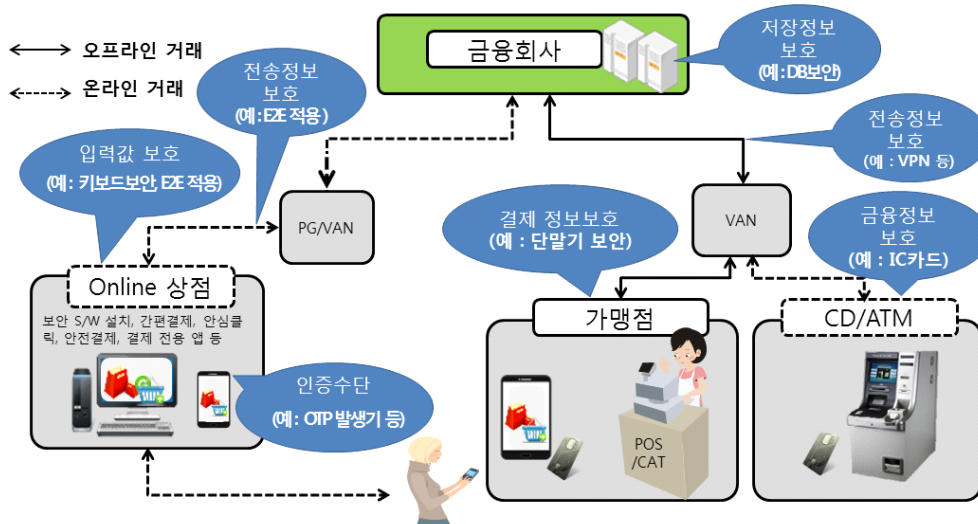 오프라인 거래
온라인 거래
금융회사
저장정보
보호
(예:DB보안)
전송정보
보호
(예:E2E 적용)
입력값 보호
(예: 키보드보안, E2E 적용)
전송정보
보호
(예 : VPN 등)
PG/VAN
결제 정보보호
(예 : 단말기 보안)
VAN
금융정보
보호
(예 : IC카드)
Online 상점
보안 S/W 설치, 간편결제, 안심클
릭, 안전결제, 결제 전용 앱 등
가맹점
CD/ATM
인증수단
(예: OTP 발생기 등)
POS
/CAT